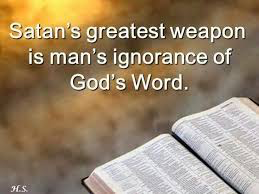 Satan's greatest weapon
is man's ignorance of
God's Word.
H.S.